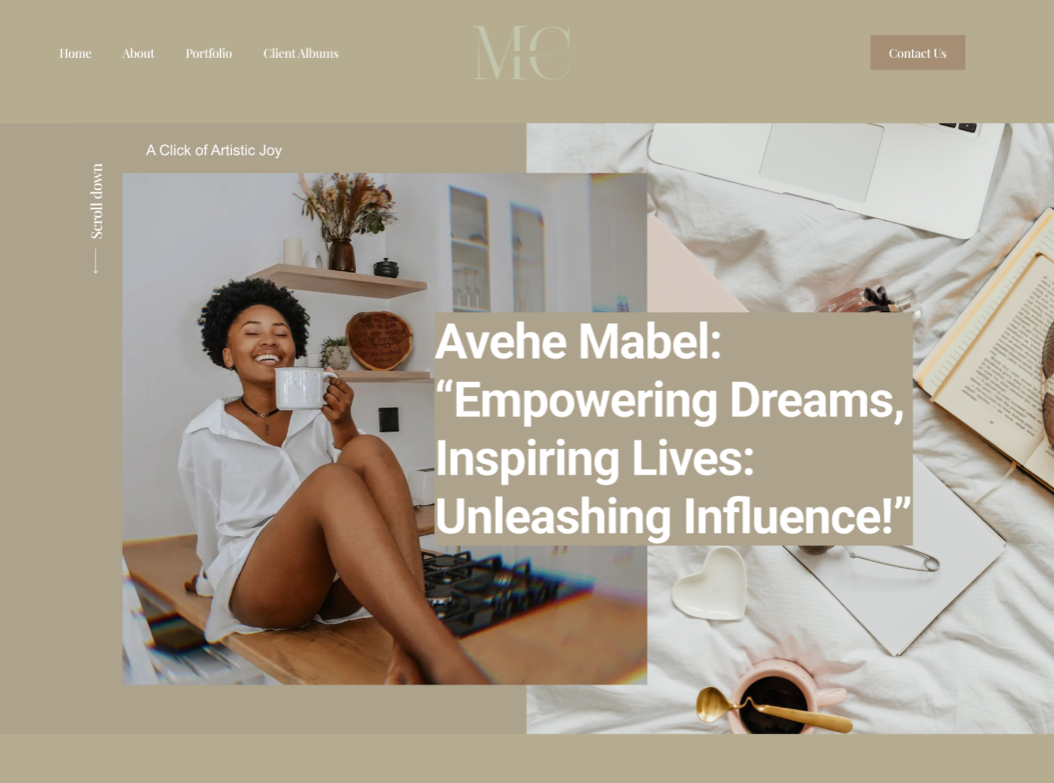 Home About Portfolio Client Albums
MC
Contact Us
A Click of Artistic Joy
Scroll down
Avehe Mabel:
“Empowering Dreams,
Inspiring Lives:
Unleashing Influence!”